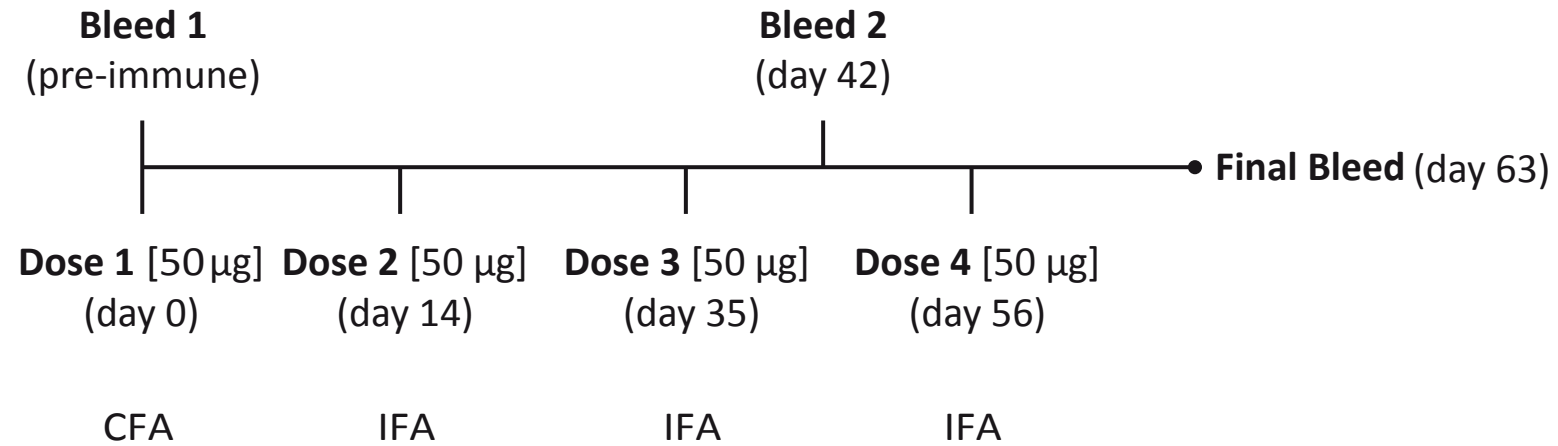 Bleed 1
(pre-immune)
Bleed 2
(day 42)
Final Bleed (day 63)
Dose 1 [50 µg]
(day 0)
Dose 2 [50 µg]
(day 14)
Dose 3 [50 µg]
(day 35)
Dose 4 [50 µg]
(day 56)
CFA
IFA
IFA
IFA